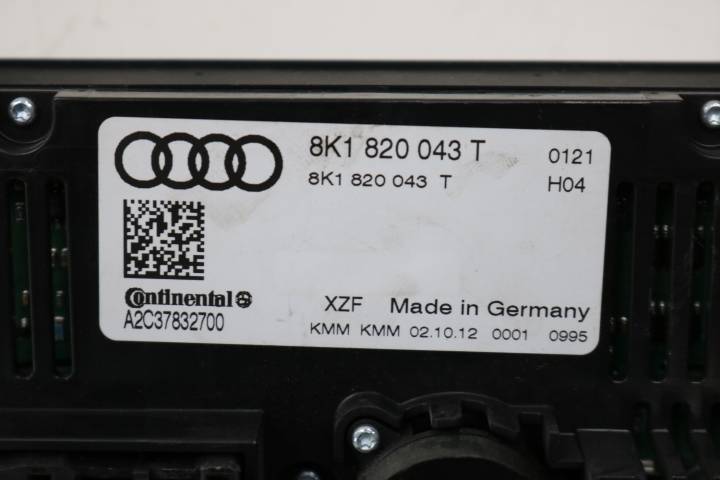 8K1 820 043 T 0121
8K1 820 043 T H04
Continental
A2C37832700
XZF Made in Germany
KMM KMM 02.10.12 0001 0995